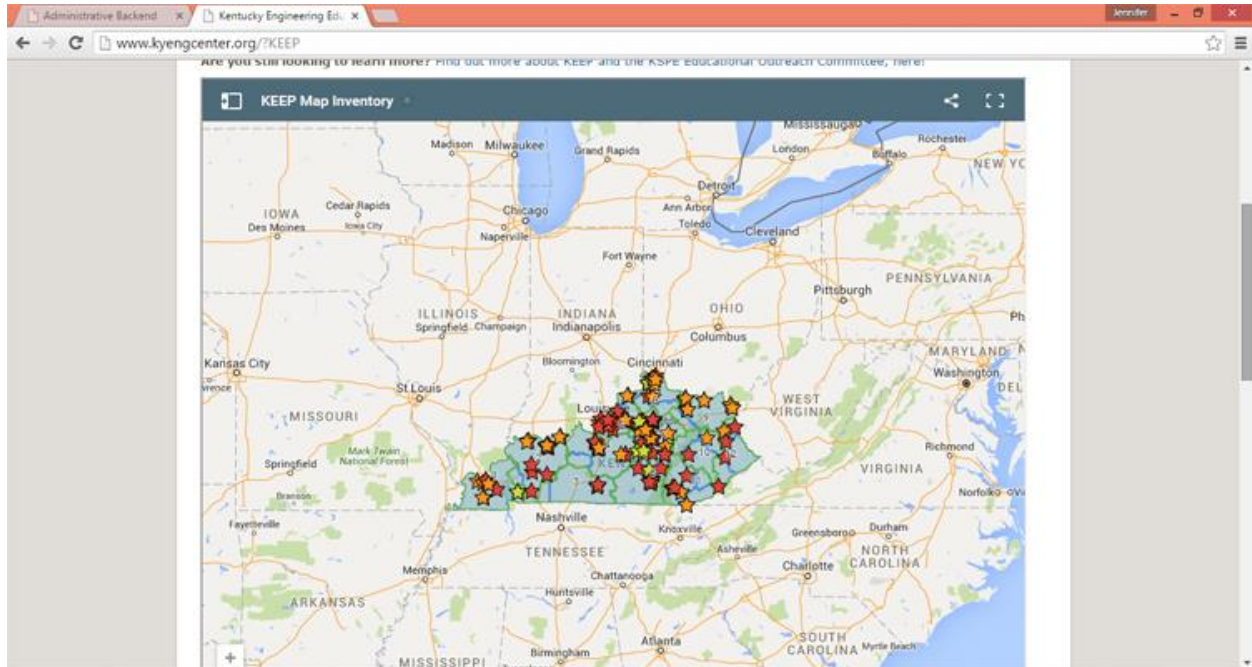 Administrative Backend
Kentucky Engineering Edu
Jennifer
www.kyengcenter.org/?KEEP
Are you still looking to learn more? Find out more about KEEP and the KSPE Educational Outreach Committee, here!
KEEP Map Inventory
Mississauga
Rochester
Madison
Milwaukee
Grand Rapids
London
Buffalo
NEW YO
Detroit
Cedar Rapids
Ann Arbor
IOWA
Chicago
Toledo
Des Moines
Iowa City
Cleveland
Naperville
Fort Wayne
PENNSYLVANIA
Pittsburgh
OHIO
ILLINOIS
INDIANA
Ph
Springfield
Champaign
Indianapolis
Columbus
MARYLAND
N
Kansas City
Bloomington
Cincinnati
Washington
wrence
St Louis
DEL
WEST
VIRGINIA
Loui
MISSOURI
Richmond
Mark Twain
National Forest
10
Springfield
KEN
VIRGINIA
Branson
Norfolk
Nashville
Fayetteville
Knoxville
Greensboro
Durham
TENNESSEE
Asheville
NORTH
CAROLINA
Memphis
Charlotte
Chattanooga
Huntsville
ARKANSAS
Atlanta
SOUTH
CAROLINA
Myrtle Beach
Birmingham
MISSISSIPPI
+